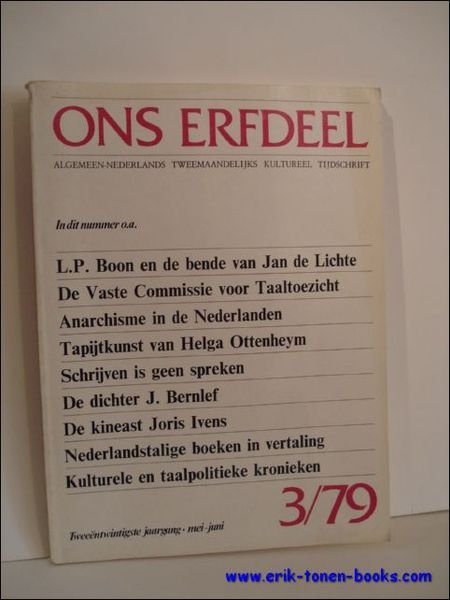 ONS ERFDEEL
ALGEMEEN-NEDERLANDS TWEEMAANDELIJKS KULTUREEL TIJDSCHRIFT
In dit nummer o.a.
L.P. Boon en de bende van Jan de Lichte
De Vaste Commissie voor Taaltoezicht
Anarchisme in de Nederlanden
Tapijtkunst van Helga Ottenheym
Schrijven is geen spreken
De dichter J. Bernlef
De kineast Joris Ivens
Nederlandstalige boeken in vertaling
Kulturele en taalpolitieke kronieken
3/79
Tweeëntwintigste jaargang · mei-juni
www.erik-tonen-books.com